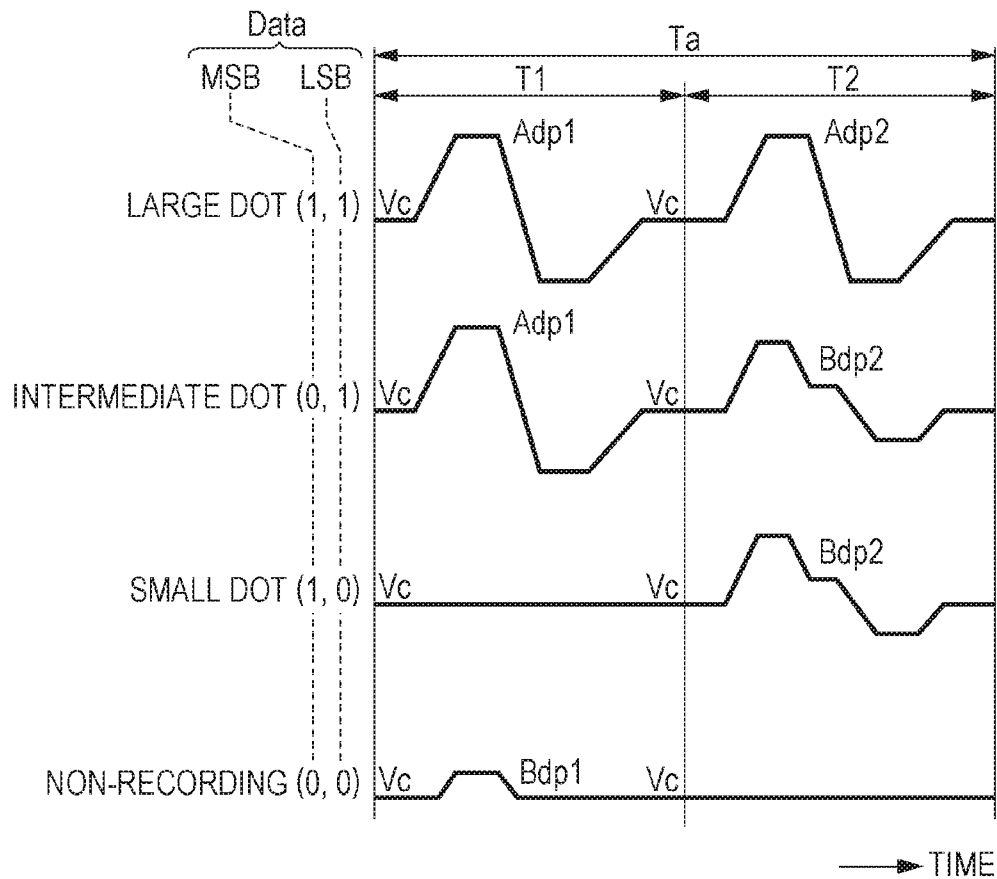 Data
Ta
MSB LSB
T1 T2
Adp1 Adp2
LARGE DOT (1, 1) Vc Vc
Adp1
Bdp2
INTERMEDIATE DOT (0, 1) Vc Vc
Bdp2
SMALL DOT (1, 0) Vc Vc
NON-RECORDING (0, 0) Vc Bdp1 Vc
TIME